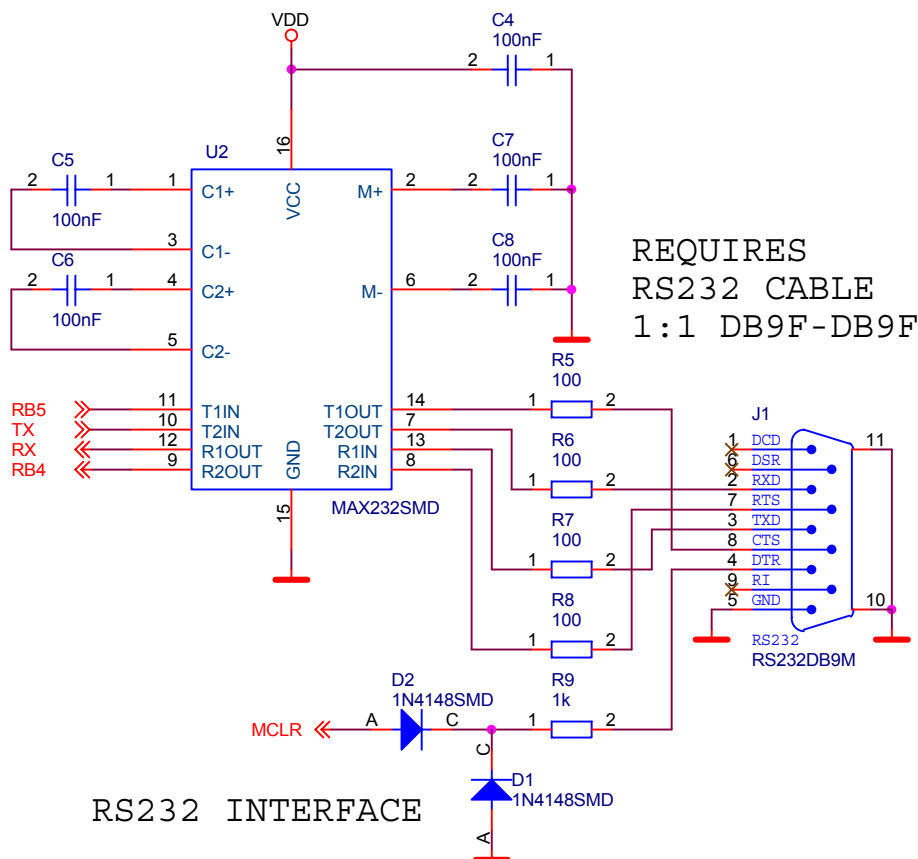 VDD
C4
100nF
2 1
16
U2
C5
2 1
100nF
1 C1+
VCC
M+ 2
C7
100nF
2 1
3 C1-
C6
2 1
100nF
4 C2+
M- 6
C8
100nF
2 1
5 C2-
REQUIRES
RS232 CABLE
1:1 DB9F-DB9F
RB5 11 T1IN
TX 10 T2IN
RX 12 R1OUT
RB4 9 R2OUT
GND
15
T1OUT 14
T2OUT 7
R1IN 13
R2IN 8
MAX232SMD
R5
100
1 2
R6
100
1 2
R7
100
1 2
R8
100
1 2
R9
1k
1 2
J1
1 DCD
6 DSR
2 RXD
7 RTS
3 TXD
8 CTS
4 DTR
9 RI
5 GND
11
10
RS232
RS232DB9M
D2
1N4148SMD
MCLR A C
C
D1
1N4148SMD
A
RS232 INTERFACE